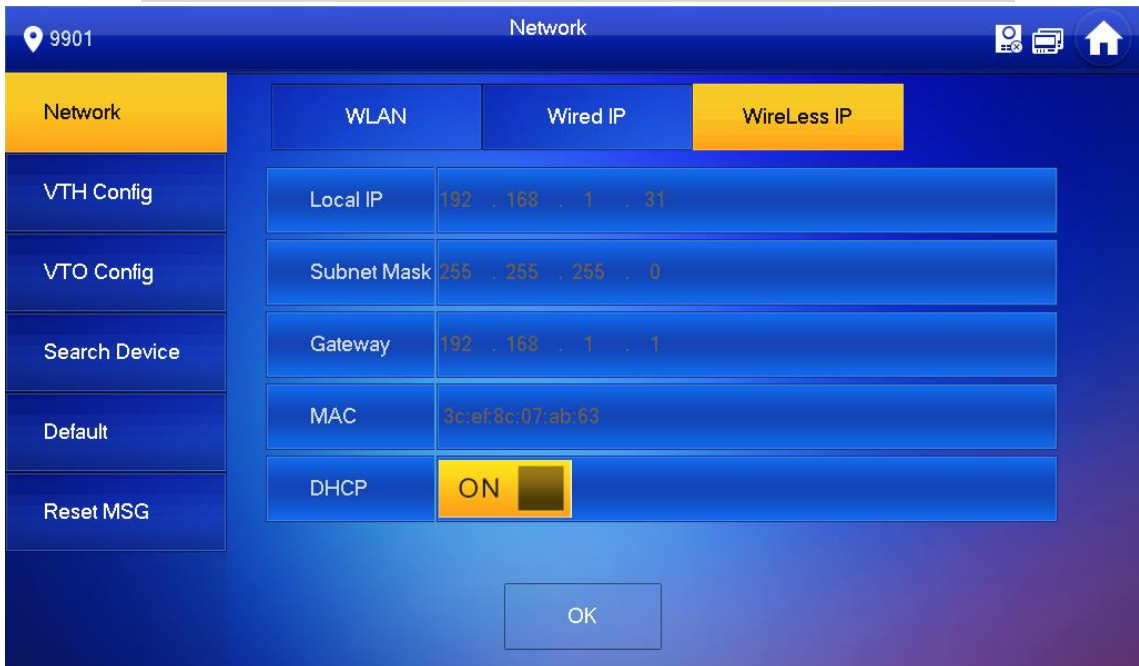 9901
Network
Network
WLAN
Wired IP
WireLess IP
VTH Config
Local IP
192 . 168 . 1 . 31
VTO Config
Subnet Mask
255 . 255 . 255 . 0
Search Device
Gateway
192 . 168 . 1 . 1
Default
MAC
3c:ef:8c:07:ab:63
Reset MSG
DHCP
ON
OK